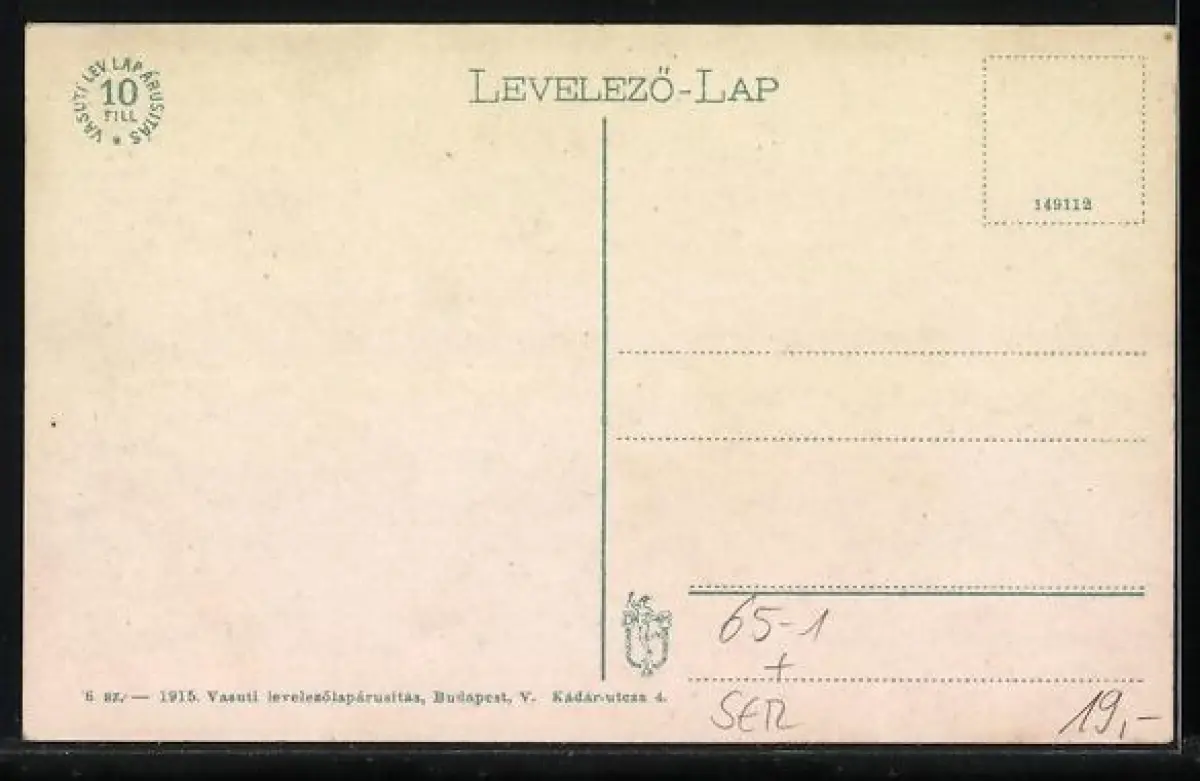 VASUTI LEV LAP ÁRUSITÁS *
10
FILL
LEVELEZŐ-LAP
149112
65-1
+
6 sz. — 1915. Vasuti levelezőlapárusitás, Budapest, V. Kádár-utcza 4.
SER
19,-